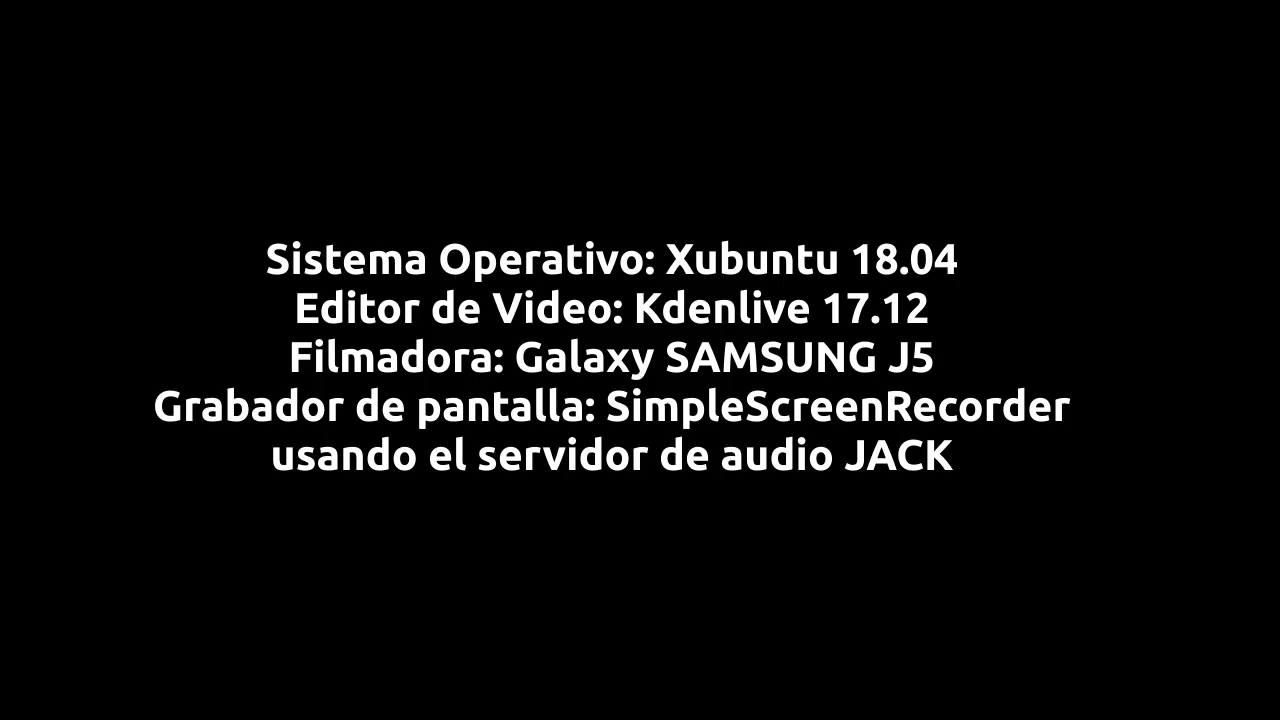 Sistema Operativo: Xubuntu 18.04
Editor de Video: Kdenlive 17.12
Filmadora: Galaxy SAMSUNG J5
Grabador de pantalla: SimpleScreenRecorder
usando el servidor de audio JACK